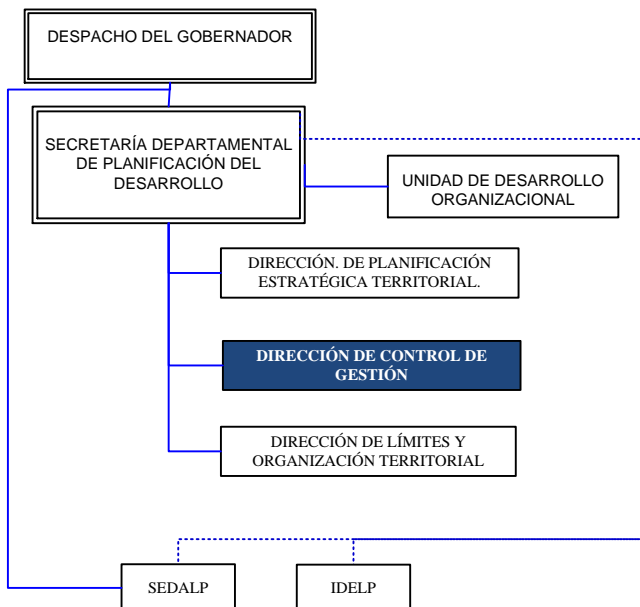 DESPACHO DEL GOBERNADOR
SECRETARÍA DEPARTAMENTAL
DE PLANIFICACIÓN DEL
DESARROLLO
UNIDAD DE DESARROLLO
ORGANIZACIONAL
DIRECCIÓN. DE PLANIFICACIÓN
ESTRATÉGICA TERRITORIAL.
DIRECCIÓN DE CONTROL DE
GESTIÓN
DIRECCIÓN DE LÍMITES Y
ORGANIZACIÓN TERRITORIAL
SEDALP
IDELP